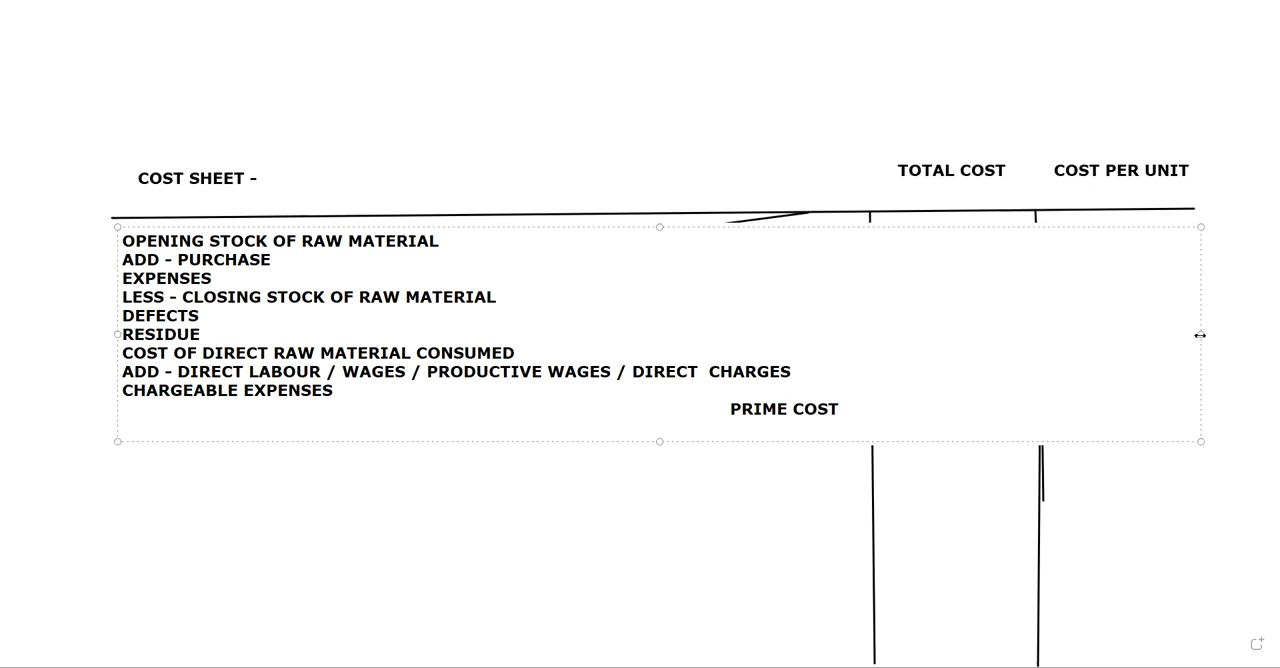 COST SHEET -
TOTAL COST
COST PER UNIT
OPENING STOCK OF RAW MATERIAL
ADD - PURCHASE
EXPENSES
LESS - CLOSING STOCK OF RAW MATERIAL
DEFECTS
RESIDUE
COST OF DIRECT RAW MATERIAL CONSUMED
ADD - DIRECT LABOUR / WAGES / PRODUCTIVE WAGES / DIRECT  CHARGES
CHARGEABLE EXPENSES
PRIME COST